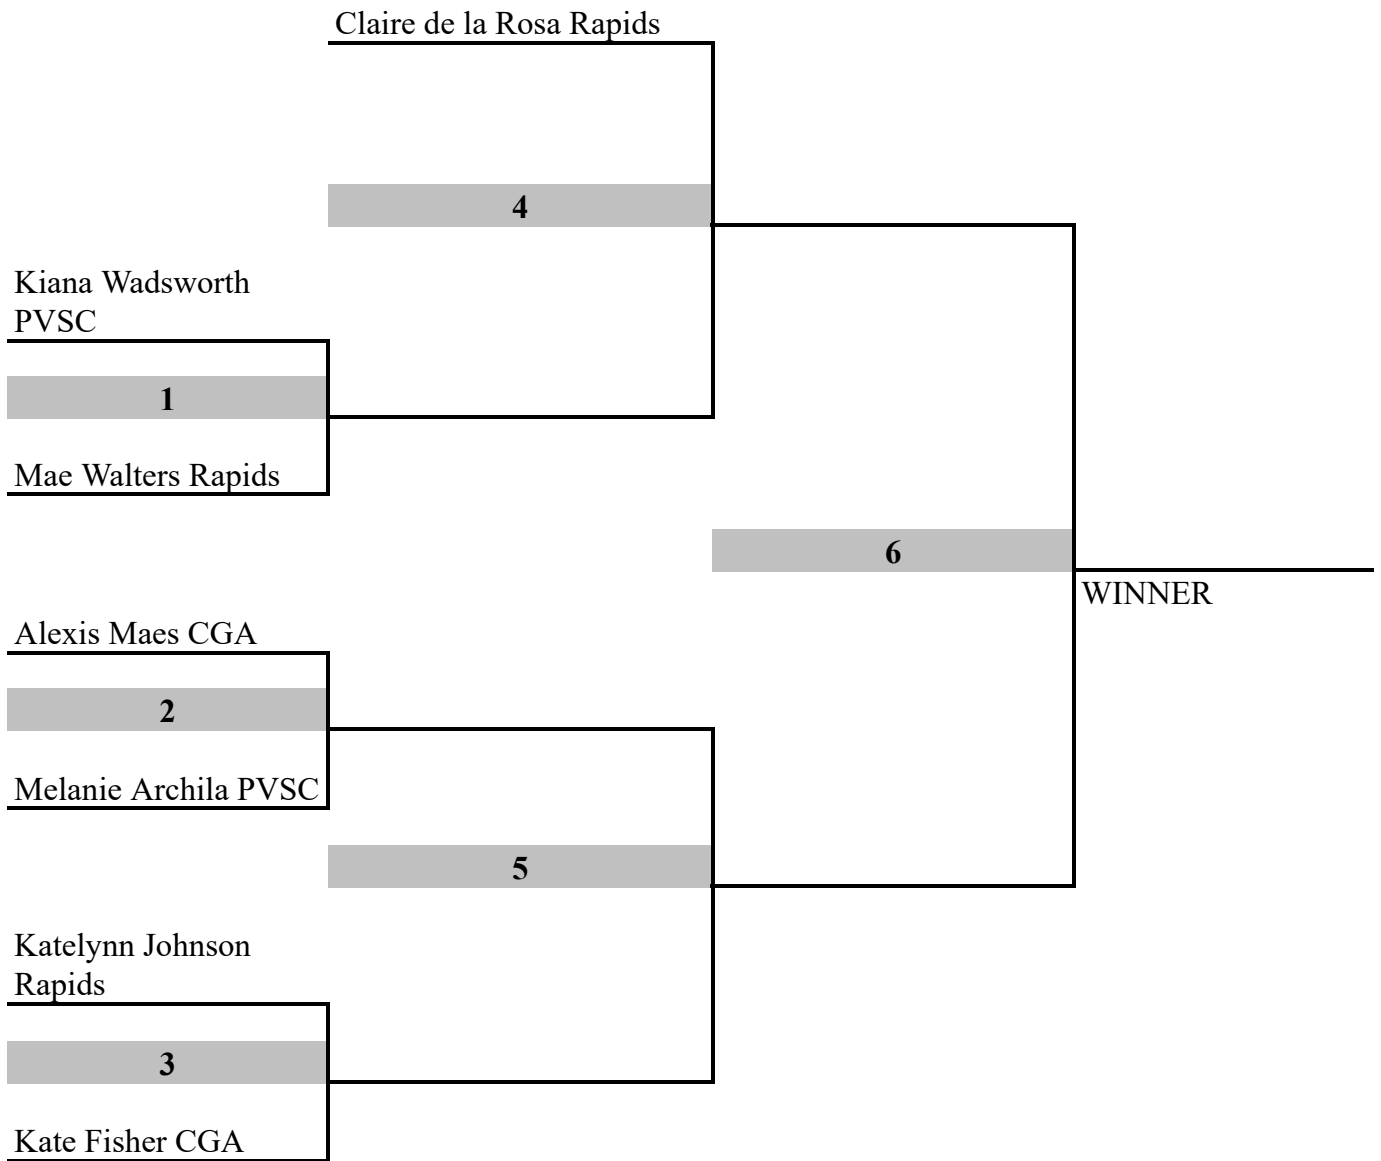 Claire de la Rosa Rapids
4
Kiana Wadsworth
PVSC
1
Mae Walters Rapids
6
WINNER
Alexis Maes CGA
2
Melanie Archila PVSC
5
Katelynn Johnson
Rapids
3
Kate Fisher CGA